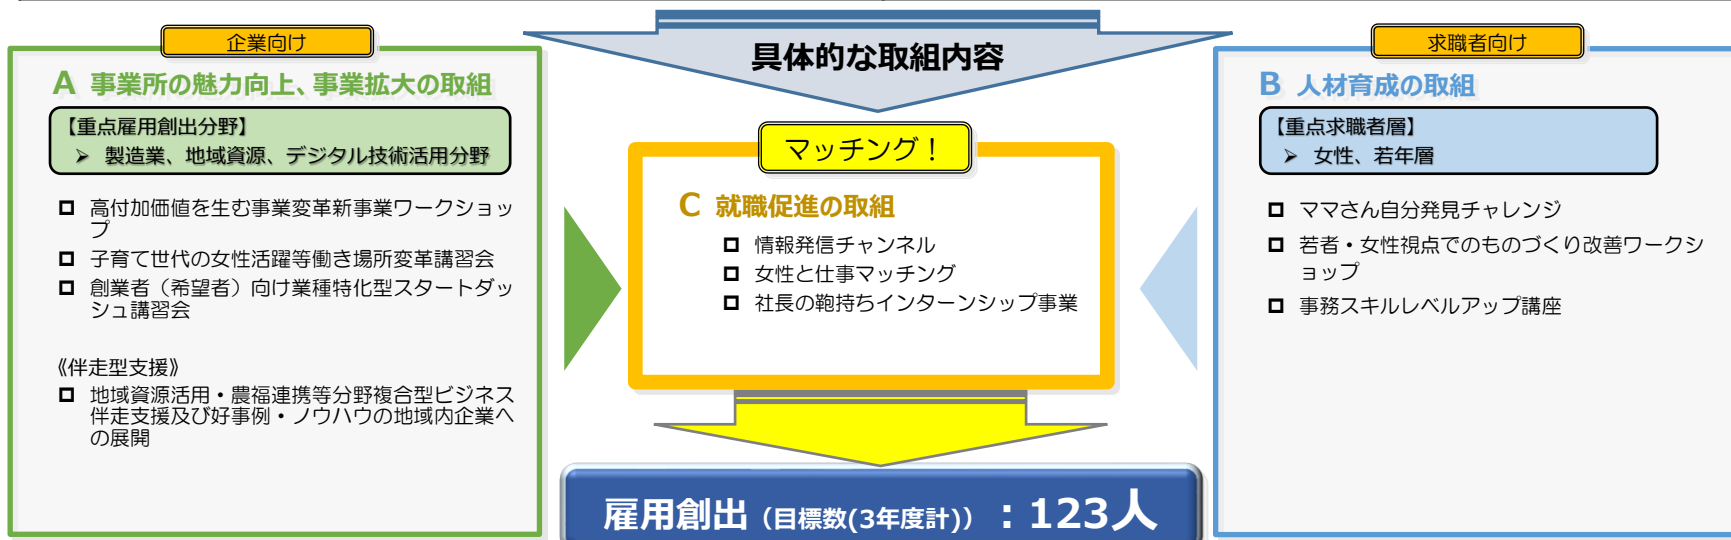 具体的な取組内容
企業向け
A 事業所の魅力向上、事業拡大の取組
【重点雇用創出分野】
➢ 製造業、地域資源、デジタル技術活用分野
高付加価値を生む事業変革新事業ワークショッ
プ
子育て世代の女性活躍等働き場所変革講習会
創業者（希望者）向け業種特化型スタートダッ
シュ講習会
《伴走型支援》
地域資源活用・農福連携等分野複合型ビジネス
伴走支援及び好事例・ノウハウの地域内企業へ
の展開
マッチング！
C 就職促進の取組
情報発信チャンネル
女性と仕事マッチング
社長の鞄持ちインターンシップ事業
求職者向け
B 人材育成の取組
【重点求職者層】
➢ 女性、若年層
ママさん自分発見チャレンジ
若者・女性視点でのものづくり改善ワークシ
ョップ
事務スキルレベルアップ講座
雇用創出（目標数(3年度計)）：123人